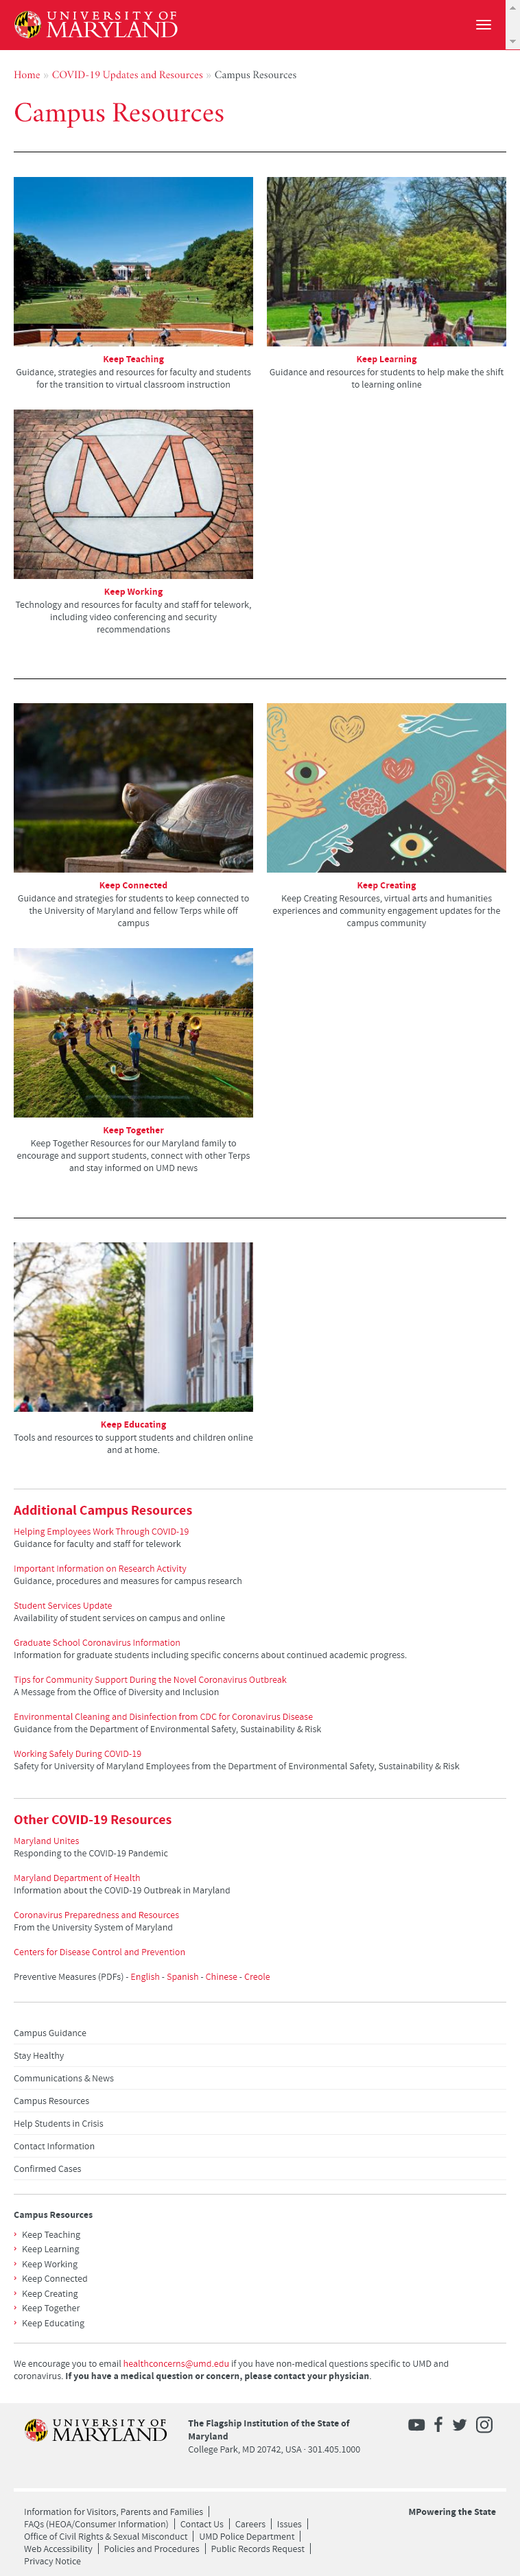 UNIVERSITY OF
MARYLAND
Home » COVID-19 Updates and Resources » Campus Resources
Campus Resources
Keep Teaching
Guidance, strategies and resources for faculty and students
for the transition to virtual classroom instruction
Keep Learning
Guidance and resources for students to help make the shift
to learning online
M
Keep Working
Technology and resources for faculty and staff for telework,
including video conferencing and security
recommendations
Keep Connected
Guidance and strategies for students to keep connected to
the University of Maryland and fellow Terps while off
campus
Keep Creating
Keep Creating Resources, virtual arts and humanities
experiences and community engagement updates for the
campus community
Keep Together
Keep Together Resources for our Maryland family to
encourage and support students, connect with other Terps
and stay informed on UMD news
Keep Educating
Tools and resources to support students and children online
and at home.
Additional Campus Resources
Helping Employees Work Through COVID-19
Guidance for faculty and staff for telework
Important Information on Research Activity
Guidance, procedures and measures for campus research
Student Services Update
Availability of student services on campus and online
Graduate School Coronavirus Information
Information for graduate students including specific concerns about continued academic progress.
Tips for Community Support During the Novel Coronavirus Outbreak
A Message from the Office of Diversity and Inclusion
Environmental Cleaning and Disinfection from CDC for Coronavirus Disease
Guidance from the Department of Environmental Safety, Sustainability & Risk
Working Safely During COVID-19
Safety for University of Maryland Employees from the Department of Environmental Safety, Sustainability & Risk
Other COVID-19 Resources
Maryland Unites
Responding to the COVID-19 Pandemic
Maryland Department of Health
Information about the COVID-19 Outbreak in Maryland
Coronavirus Preparedness and Resources
From the University System of Maryland
Centers for Disease Control and Prevention
Preventive Measures (PDFs) - English - Spanish - Chinese - Creole
Campus Guidance
Stay Healthy
Communications & News
Campus Resources
Help Students in Crisis
Contact Information
Confirmed Cases
Campus Resources
Keep Teaching
Keep Learning
Keep Working
Keep Connected
Keep Creating
Keep Together
Keep Educating
We encourage you to email healthconcerns@umd.edu if you have non-medical questions specific to UMD and
coronavirus. If you have a medical question or concern, please contact your physician.
UNIVERSITY OF
MARYLAND
The Flagship Institution of the State of
Maryland
College Park, MD 20742, USA · 301.405.1000
Information for Visitors, Parents and Families |
FAQs (HEOA/Consumer Information) | Contact Us | Careers | Issues |
Office of Civil Rights & Sexual Misconduct | UMD Police Department |
Web Accessibility | Policies and Procedures | Public Records Request |
Privacy Notice
MPowering the State